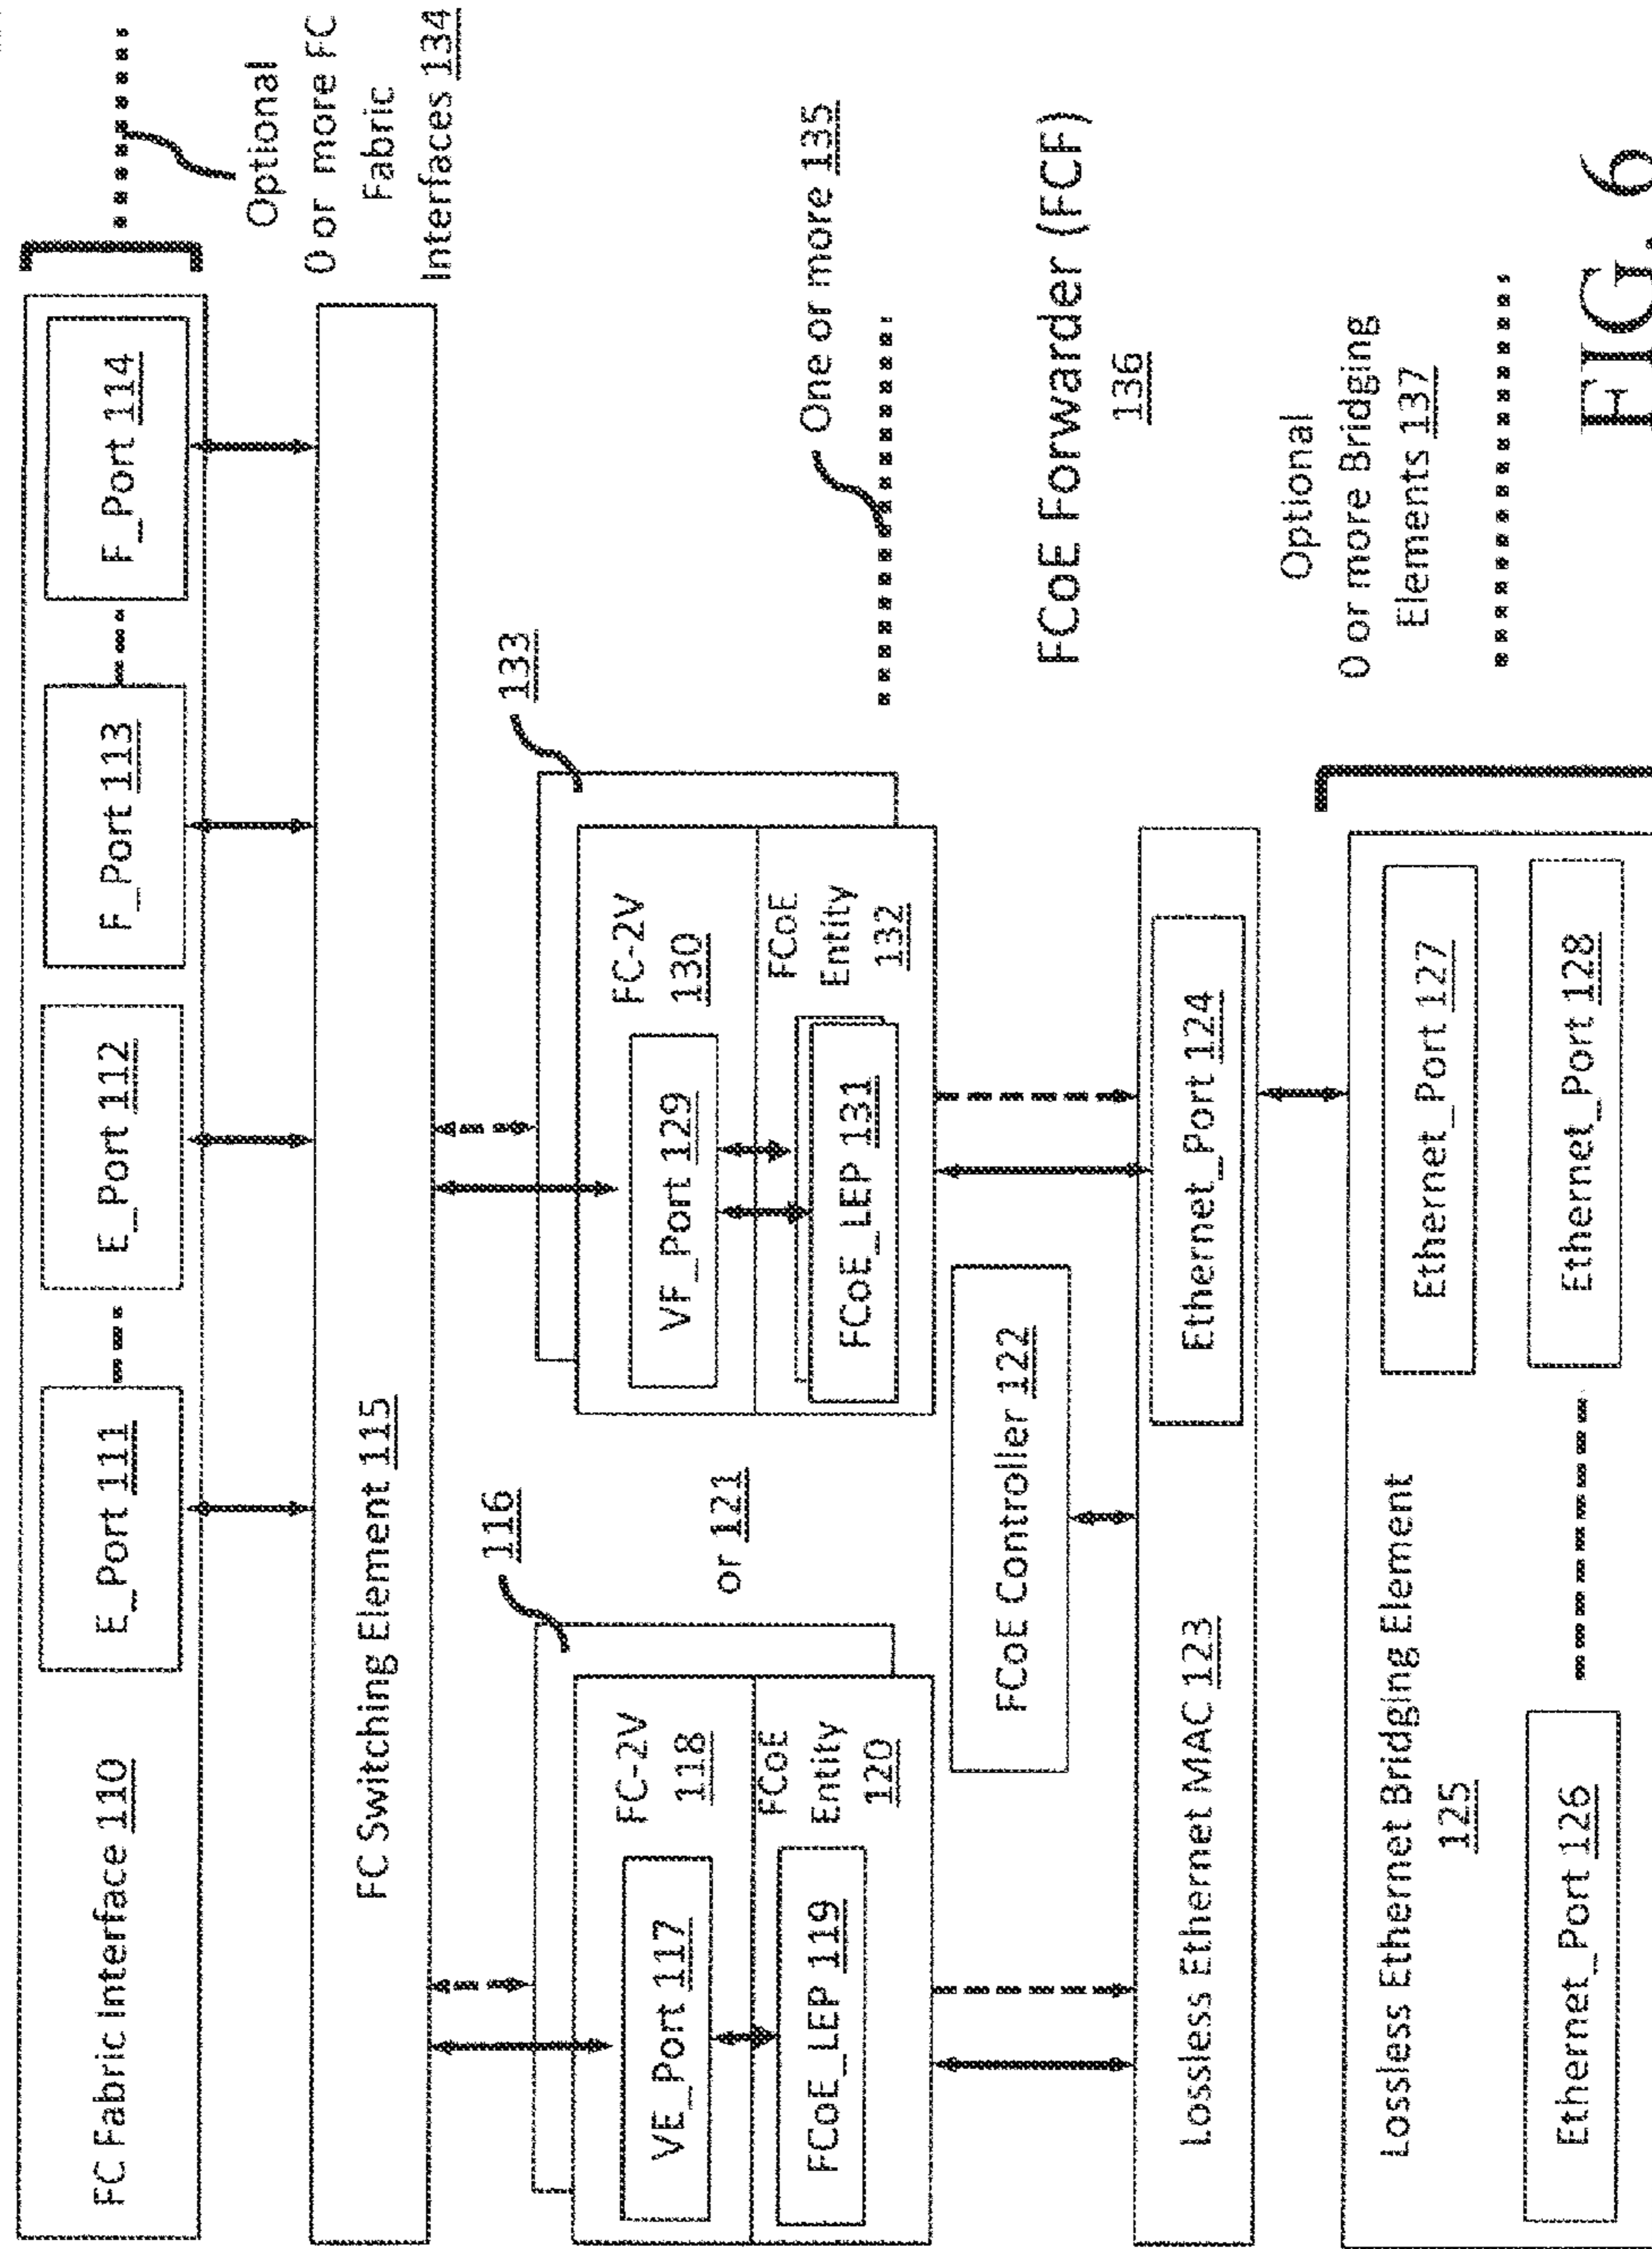 FC Fabric Interface 110
E_Port 111
E_Port 112
F_Port 113
F_Port 114
Optional
0 or more FC
Fabric
Interfaces 134
FC Switching Element 115
116
133
VE_Port 117
FC-2V
118
FCoE_LEP 119
FCoE
Entity
120
or 121
VF_Port 129
FC-2V
130
FCoE_LEP 131
FCoE
Entity
132
One or more 135
FCoE Controller 122
FCoE Forwarder (FCF)
136
Lossless Ethernet MAC 123
Ethernet_Port 124
Optional
0 or more Bridging
Elements 137
Lossless Ethernet Bridging Element
125
Ethernet_Port 127
Ethernet_Port 126
Ethernet_Port 128
FIG. 6